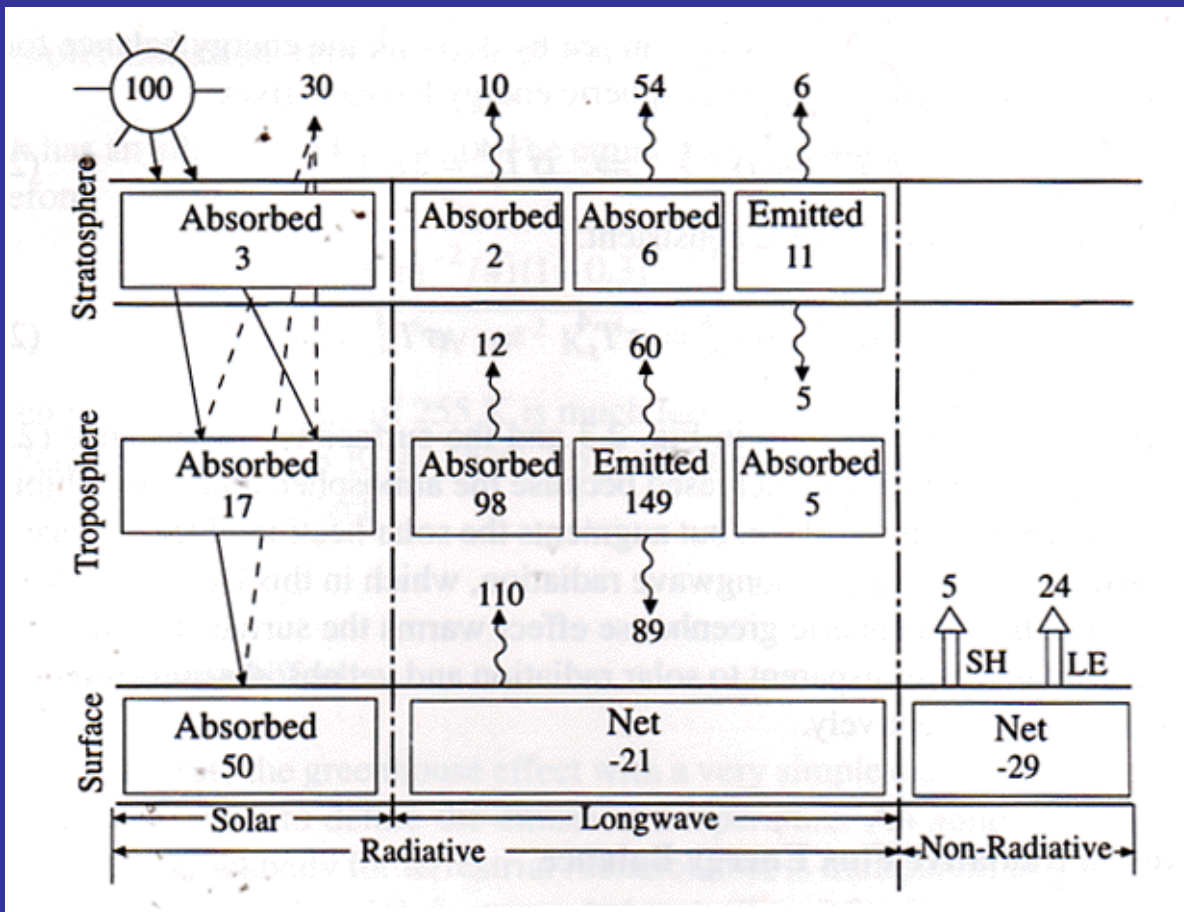 100
30
10
54
6
Stratosphere
Absorbed
3
Absorbed
2
Absorbed
6
Emitted
11
12
60
5
Troposphere
Absorbed
17
Absorbed
98
Emitted
149
Absorbed
5
110
89
5
24
SH
LE
Surface
Absorbed
50
Net
-21
Net
-29
Solar
Longwave
Radiative
Non-Radiative